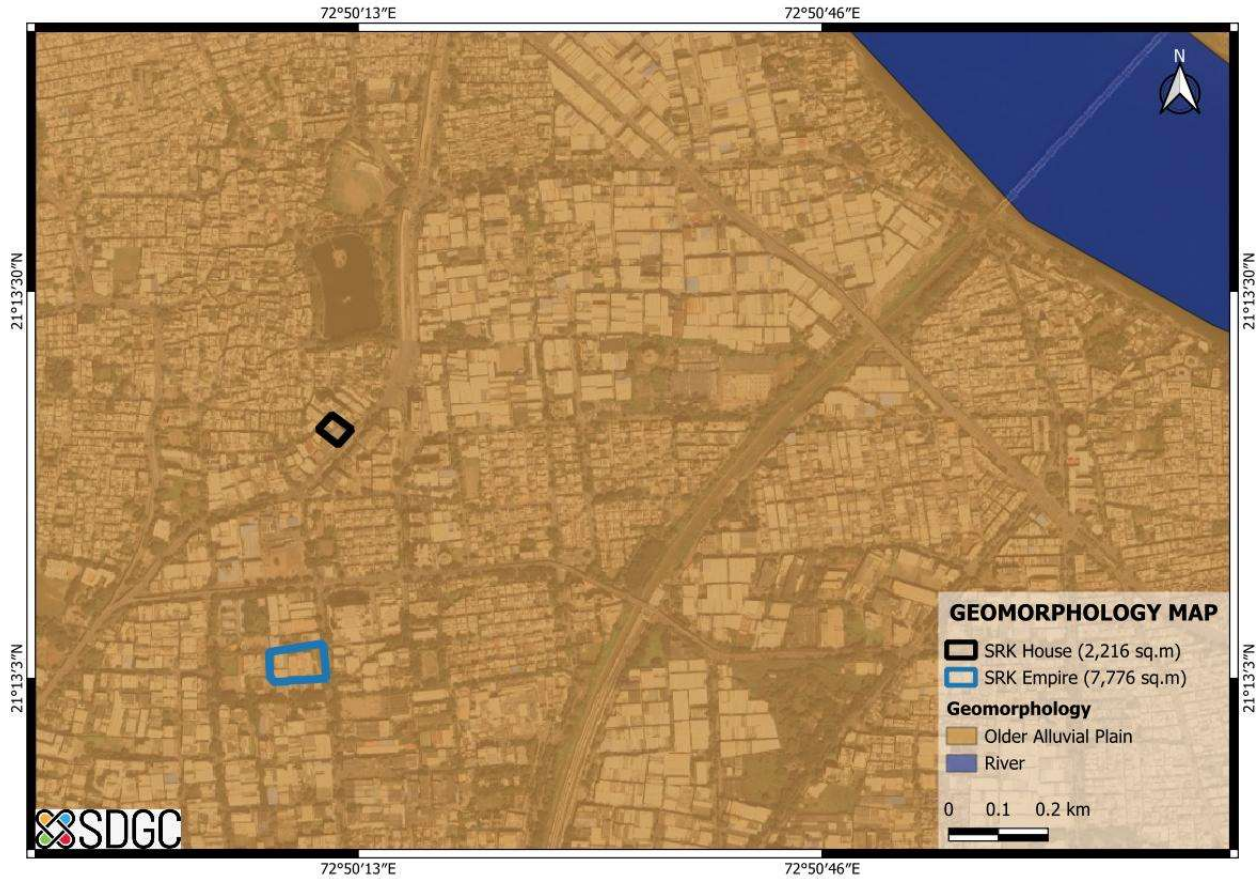 72°50'13"E
72°50'46"E
N
21°13'30"N
21°13'30"N
21°13'3"N
21°13'3"N
GEOMORPHOLOGY MAP
SRK House (2,216 sq.m)
SRK Empire (7,776 sq.m)
Geomorphology
Older Alluvial Plain
River
0 0.1 0.2 km
SDGC
72°50'13"E
72°50'46"E